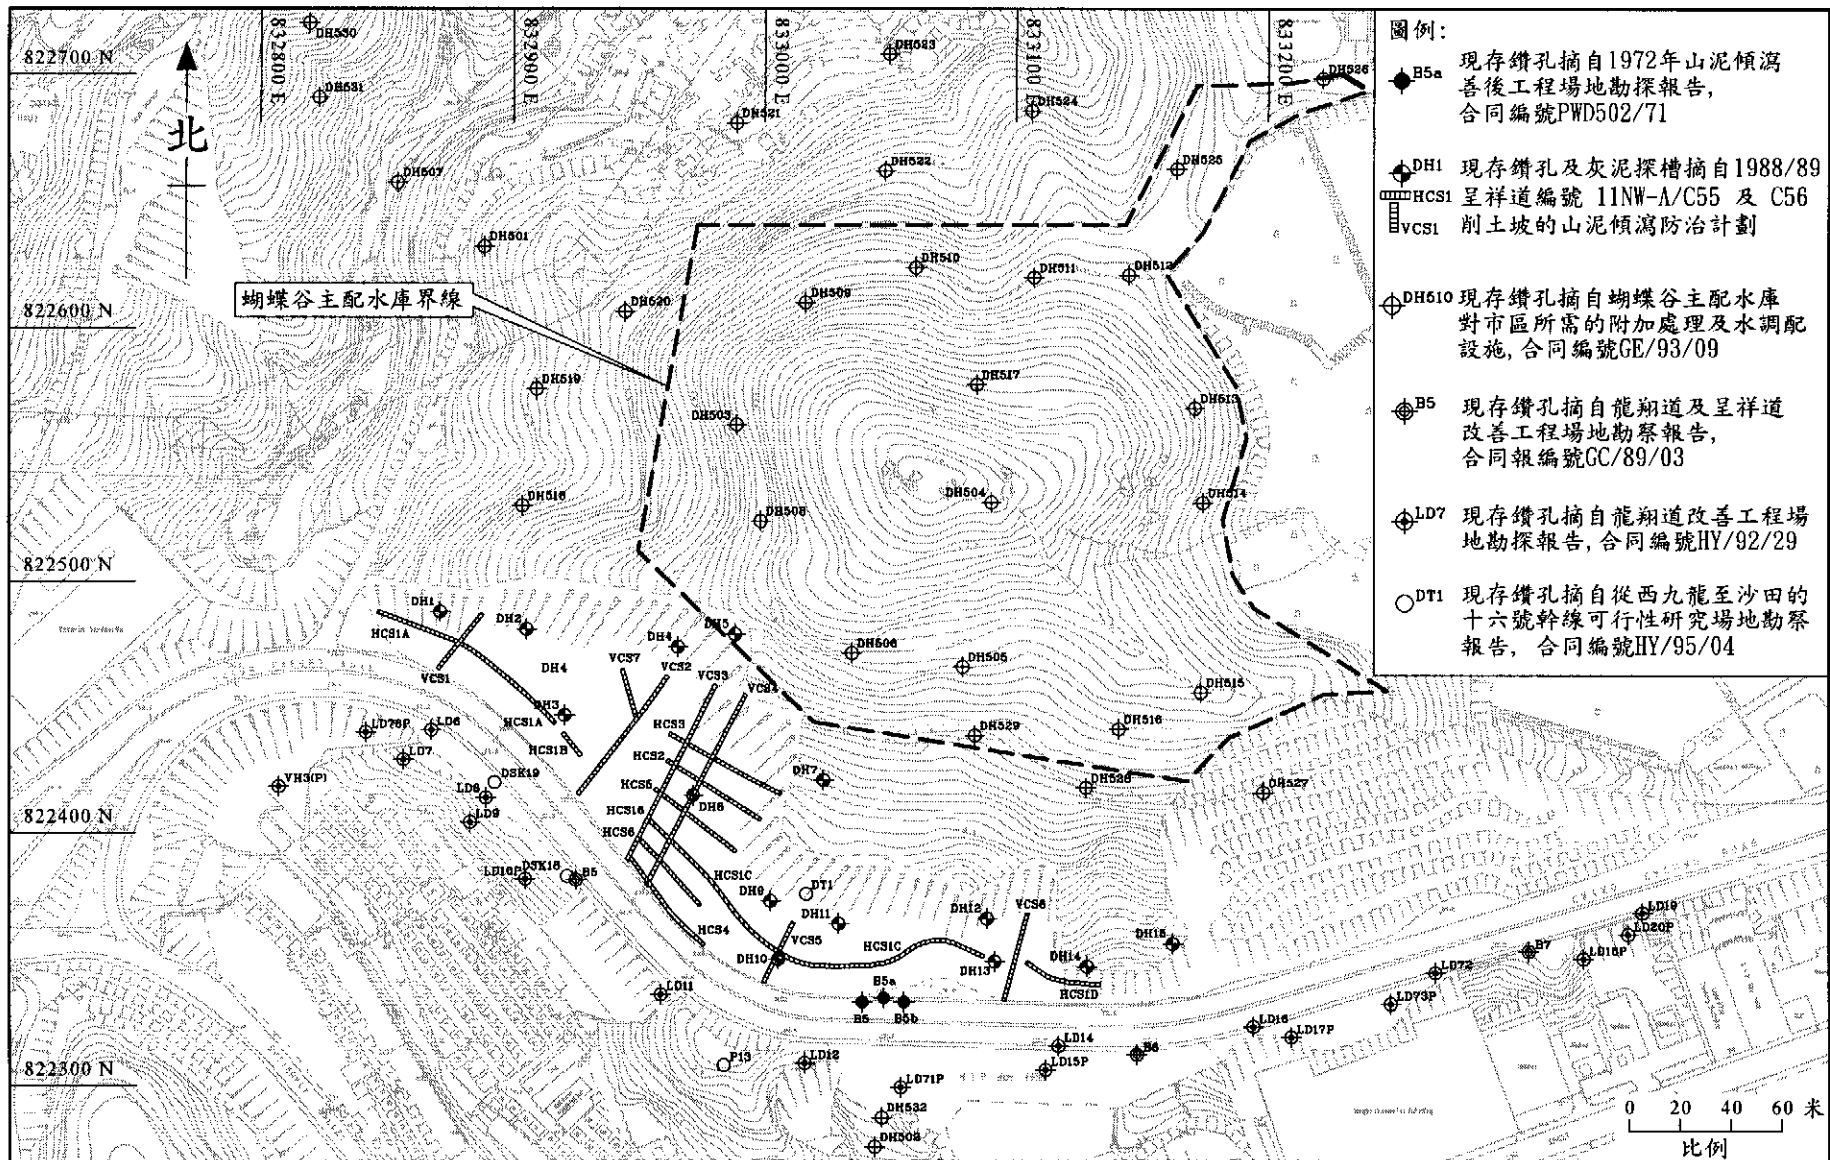 822700 N
822600 N
822500 N
822400 N
822300 N
832800 E
832900 E
833000 E
833100 E
833200 E
北
蝴蝶谷主配水庫界線
DH530
DH531
DH507
DH501
DH520
DH519
DH518
DH523
DH521
DH522
DH524
DH526
DH525
DH510
DH511
DH512
DH509
DH517
DH513
DH503
DH504
DH514
DH508
DH506
DH505
DH515
DH529
DH516
DH528
DH527
DH1
DH2
DH4
DH5
HCS1A
VCS1
DH4
VCS7
VCS2
VCS3
VCS4
DH3
HCS1A
HCS1B
HCS3
HCS2
HCS5
HCS16
HCS6
DH7
DH6
LD76P
LD6
LD7
VH3(P)
DSK19
LD8
LD9
LD10P
DSK18
B5
HCS1C
HCS4
DH9
DT1
DH11
VCS5
DH10
HCS1C
DH12
VCS6
DH13
DH14
DH15
HCS1D
LD11
B5a
B5
B5b
P13
LD12
LD71P
DH532
DH502
LD14
LD15P
B6
LD16
LD17P
LD73P
LD72
B7
LD18P
LD20P
LD19
圖例:
B5a 現存鑽孔摘自1972年山泥傾瀉
善後工程場地勘探報告,
合同編號PWD502/71
DH1 現存鑽孔及灰泥探槽摘自1988/89
HCS1 呈祥道編號 11NW-A/C55 及 C56
VCS1 削土坡的山泥傾瀉防治計劃
DH510 現存鑽孔摘自蝴蝶谷主配水庫
對市區所需的附加處理及水調配
設施, 合同編號GE/93/09
B5 現存鑽孔摘自龍翔道及呈祥道
改善工程場地勘察報告,
合同報編號GC/89/03
LD7 現存鑽孔摘自龍翔道改善工程場
地勘探報告, 合同編號HY/92/29
DT1 現存鑽孔摘自從西九龍至沙田的
十六號幹線可行性研究場地勘察
報告, 合同編號HY/95/04
0 20 40 60 米
比例